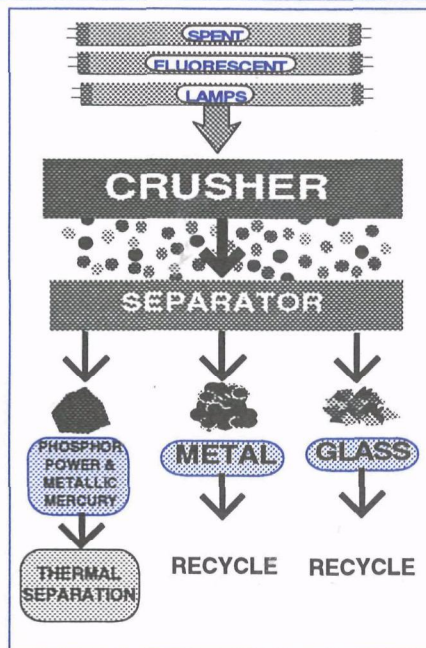 SPENT
FLUORESCENT
LAMPS
CRUSHER
SEPARATOR
PHOSPHOR
POWER &
METALLIC
MERCURY
METAL
GLASS
THERMAL
SEPARATION
RECYCLE
RECYCLE